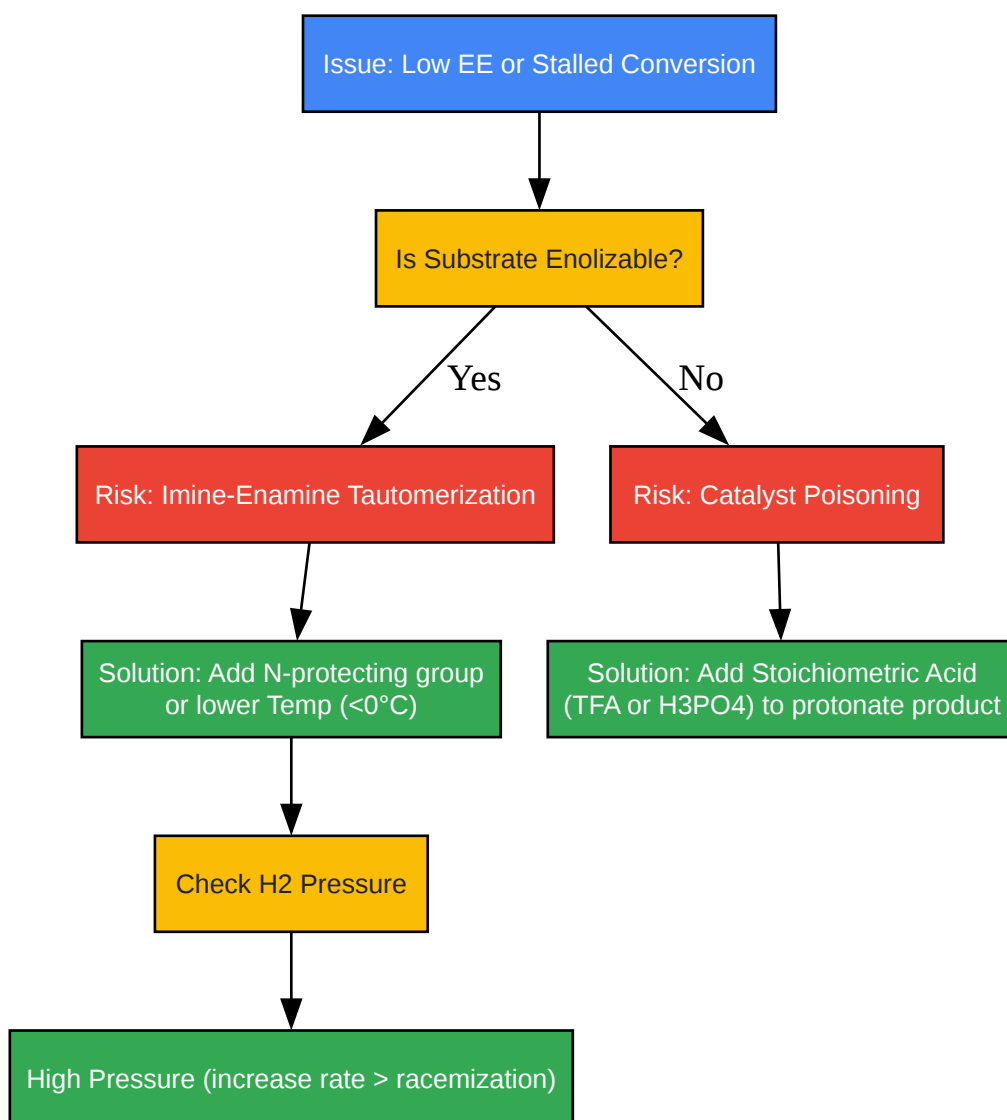 Issue: Low EE or Stalled Conversion
Is Substrate Enolizable?
Yes
No
Risk: Imine-Enamine Tautomerization
Risk: Catalyst Poisoning
Solution: Add N-protecting group
or lower Temp (<0°C)
Solution: Add Stoichiometric Acid
(TFA or H3PO4) to protonate product
Check H2 Pressure
High Pressure (increase rate > racemization)